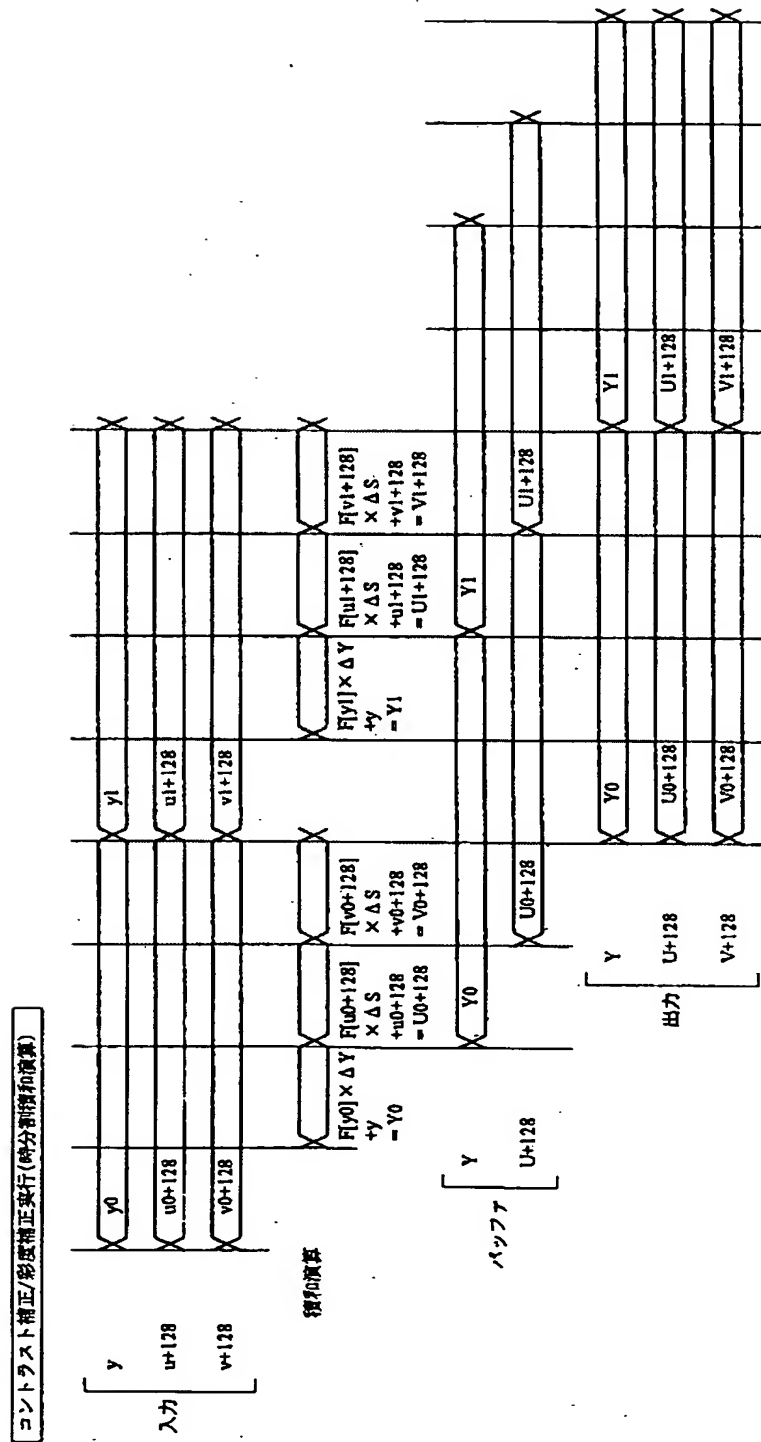 コントラスト補正/彩度補正実行(時分割積和演算)
入力
y
y0
y1
u+128
u0+128
u1+128
v+128
v0+128
v1+128
積和演算
F[y0]×ΔY
+y
=Y0
F[u0+128]
×ΔS
+u0+128
=U0+128
F[v0+128]
×ΔS
+v0+128
=V0+128
F[y1]×ΔY
+y
=Y1
F[u1+128]
×ΔS
+u1+128
=U1+128
F[v1+128]
×ΔS
+v1+128
=V1+128
バッファ
Y
Y0
Y1
U+128
U0+128
U1+128
出力
Y
Y0
Y1
U+128
U0+128
U1+128
V+128
V0+128
V1+128